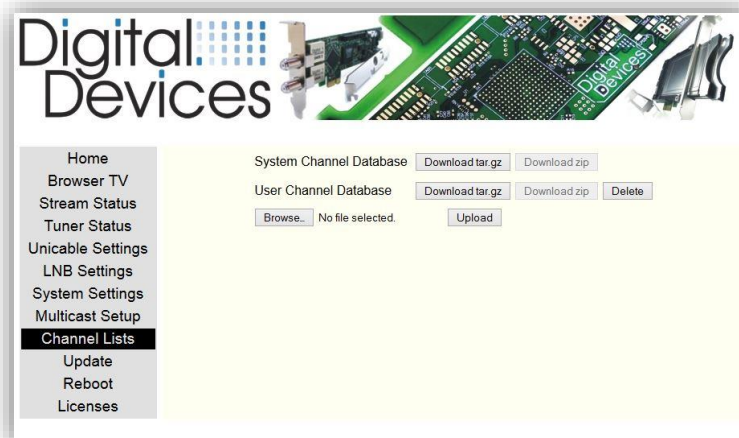 Digital
Devices
Digital
Devices
Home
Browser TV
Stream Status
Tuner Status
Unicable Settings
LNB Settings
System Settings
Multicast Setup
Channel Lists
Update
Reboot
Licenses
System Channel Database Download tar.gz Download zip
User Channel Database Download tar.gz Download zip Delete
Browse.. No file selected. Upload